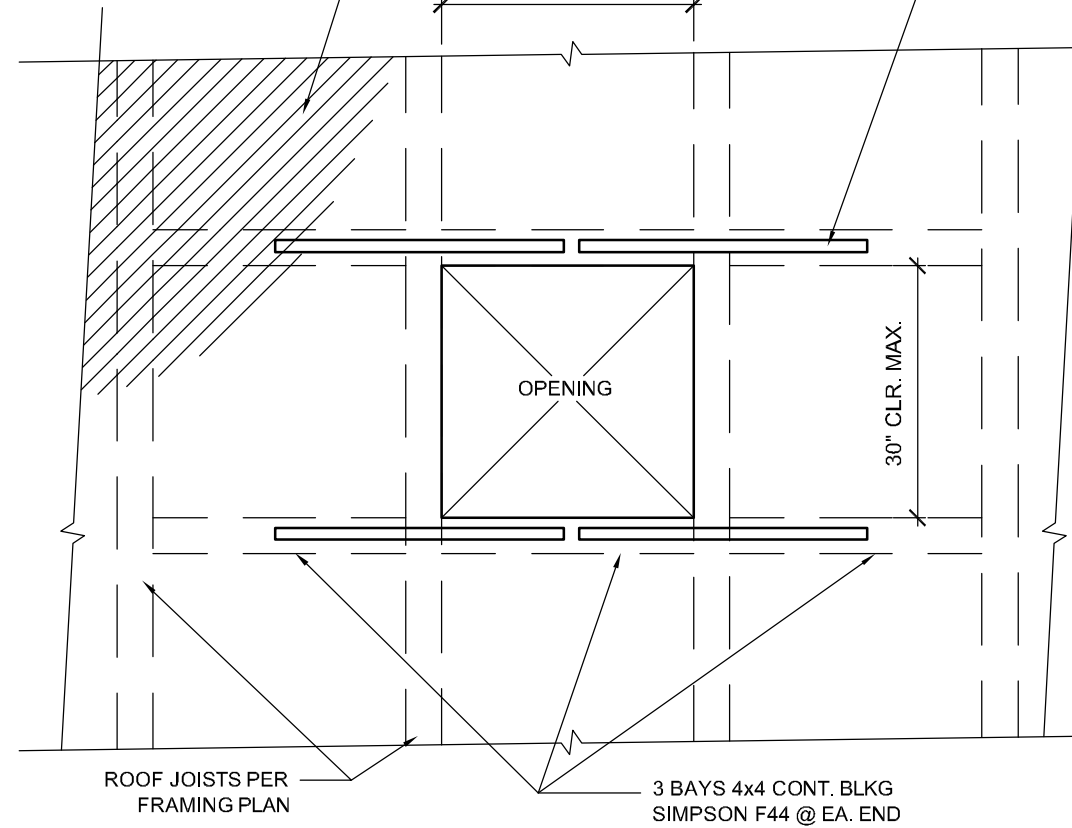 OPENING
30" CLR. MAX.
ROOF JOISTS PER
FRAMING PLAN
3 BAYS 4x4 CONT. BLKG
SIMPSON F44 @ EA. END